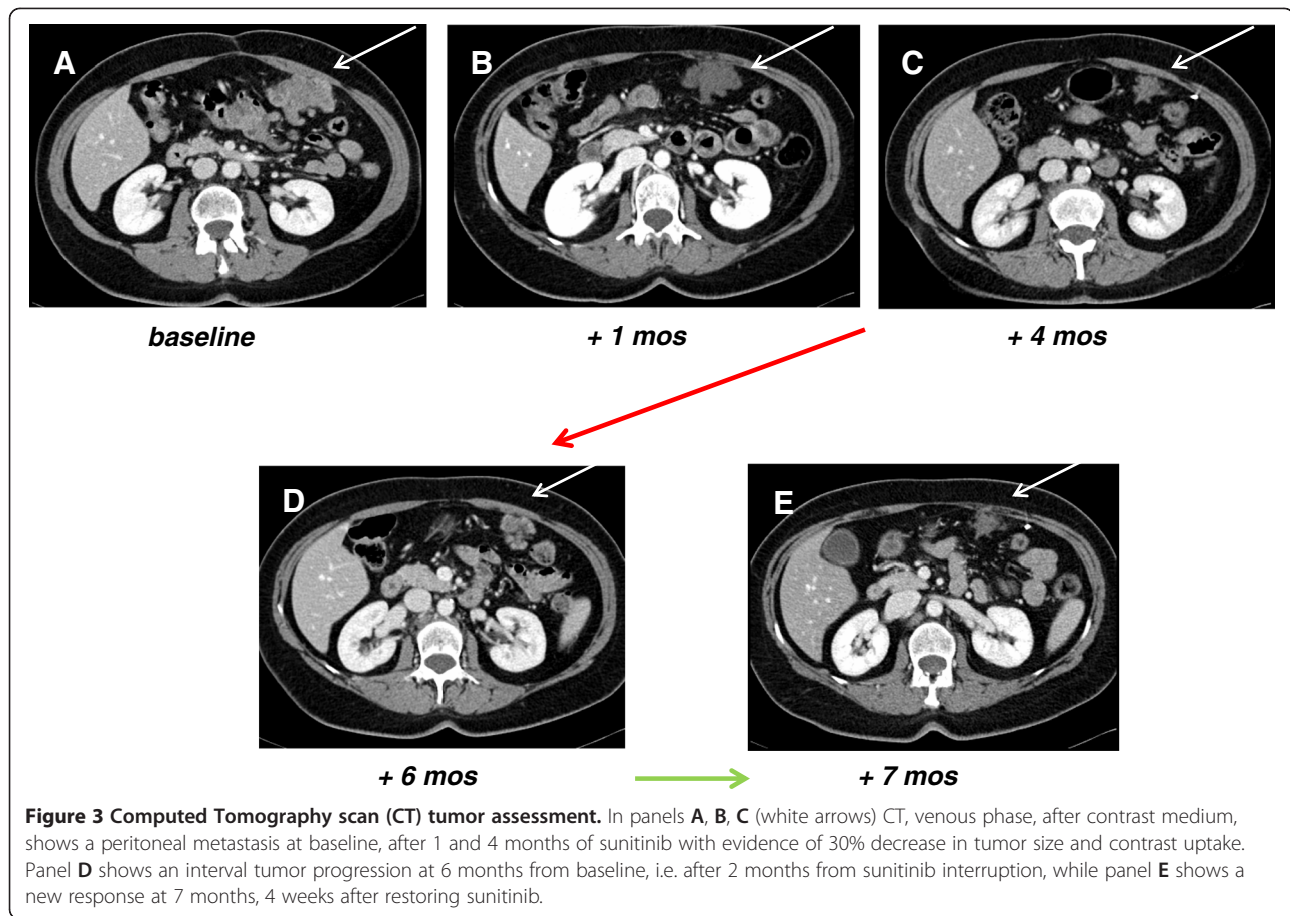 A
B
C
baseline
+ 1 mos
+ 4 mos
D
E
+ 6 mos
+ 7 mos
Figure 3 Computed Tomography scan (CT) tumor assessment. In panels A, B, C (white arrows) CT, venous phase, after contrast medium,
shows a peritoneal metastasis at baseline, after 1 and 4 months of sunitinib with evidence of 30% decrease in tumor size and contrast uptake.
Panel D shows an interval tumor progression at 6 months from baseline, i.e. after 2 months from sunitinib interruption, while panel E shows a
new response at 7 months, 4 weeks after restoring sunitinib.